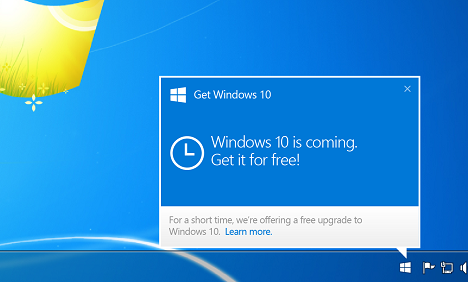 Get Windows 10
Windows 10 is coming.
Get it for free!
For a short time, we're offering a free upgrade to
Windows 10. Learn more.